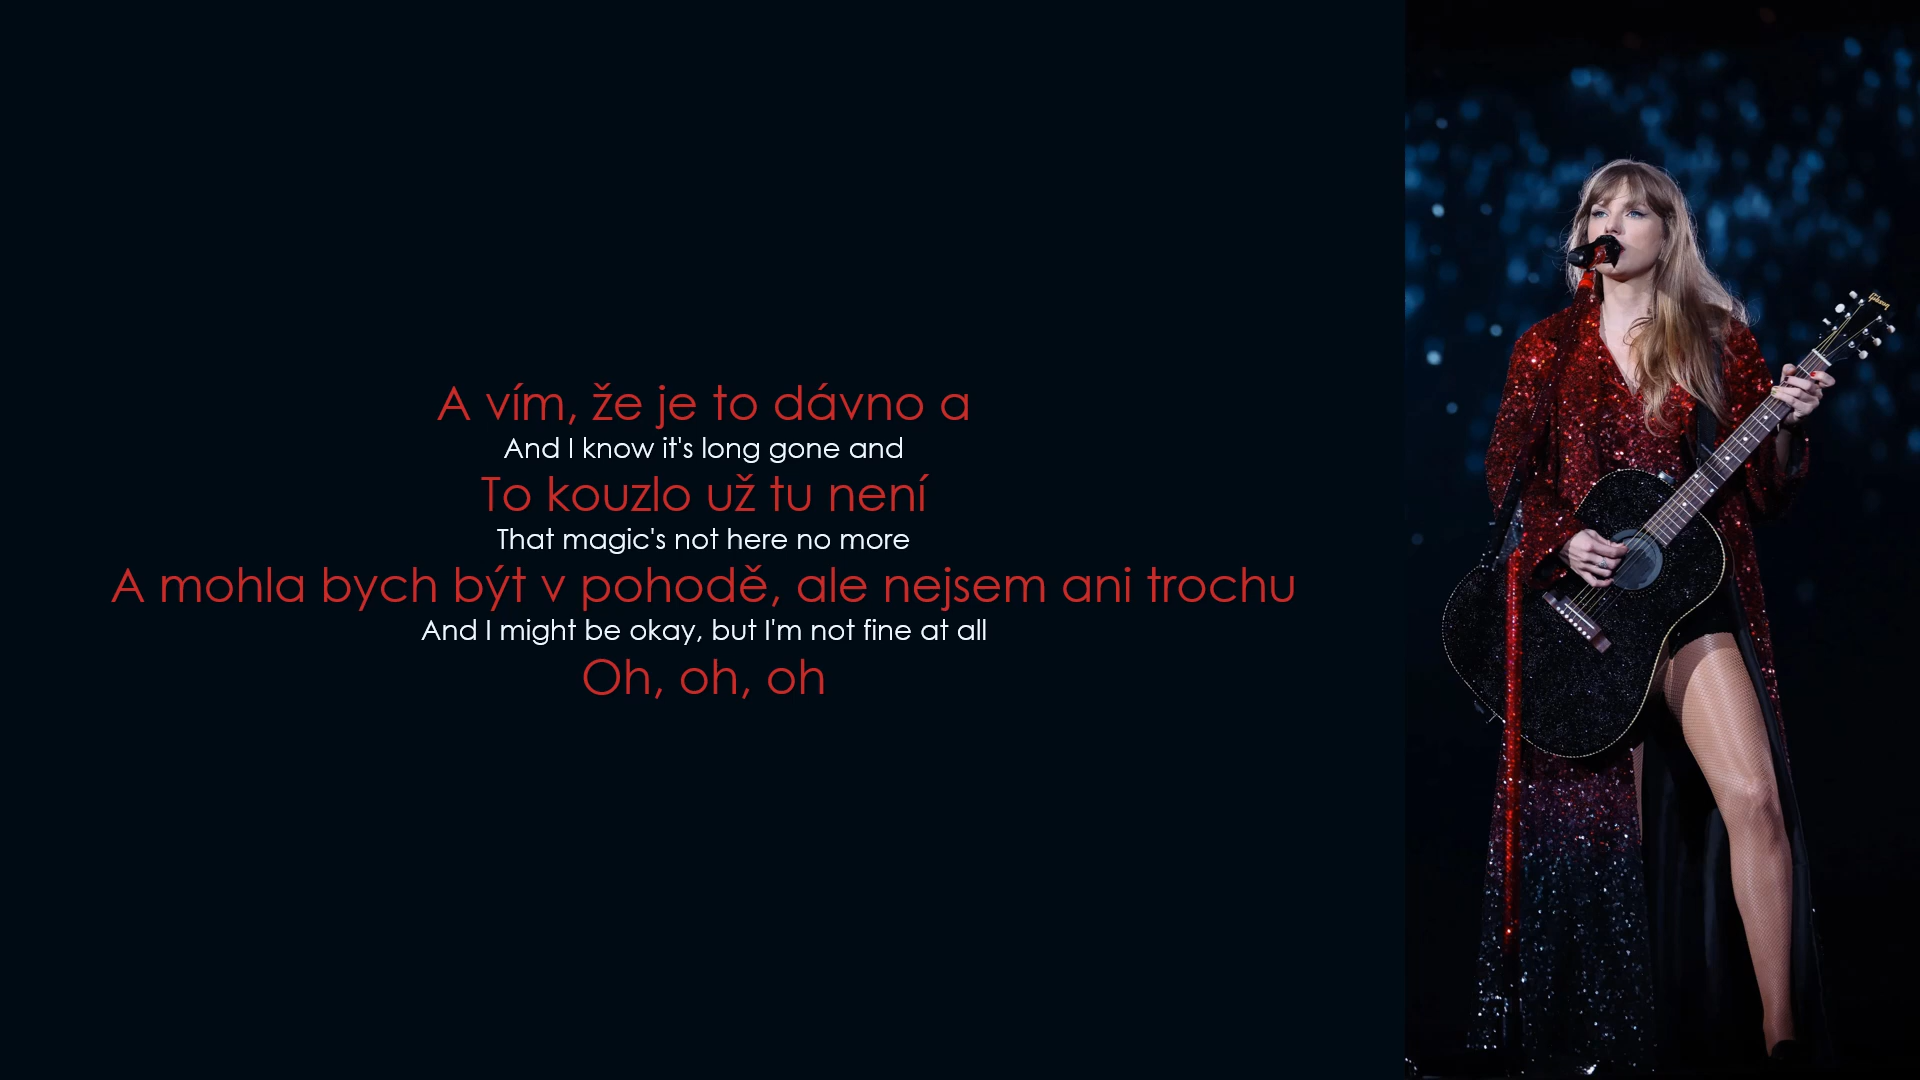 A vím, že je to dávno a
And I know it's long gone and
To kouzlo už tu není
That magic's not here no more
A mohla bych být v pohodě, ale nejsem ani trochu
And I might be okay, but I'm not fine at all
Oh, oh, oh
Gibson